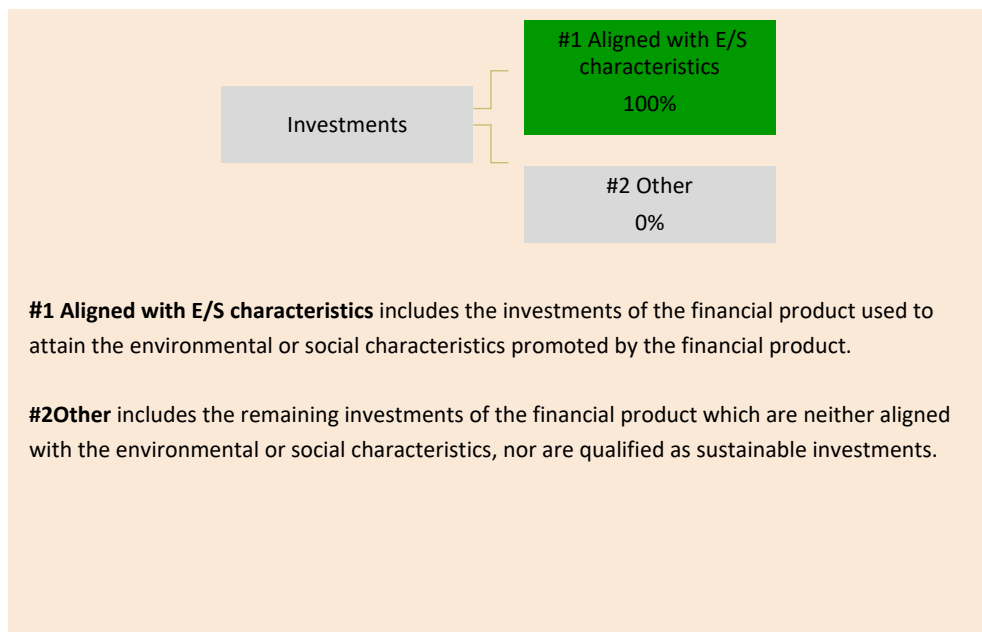 #1 Aligned with E/S
characteristics
100%
Investments
#2 Other
0%
#1 Aligned with E/S characteristics includes the investments of the financial product used to
attain the environmental or social characteristics promoted by the financial product.
#2Other includes the remaining investments of the financial product which are neither aligned
with the environmental or social characteristics, nor are qualified as sustainable investments.